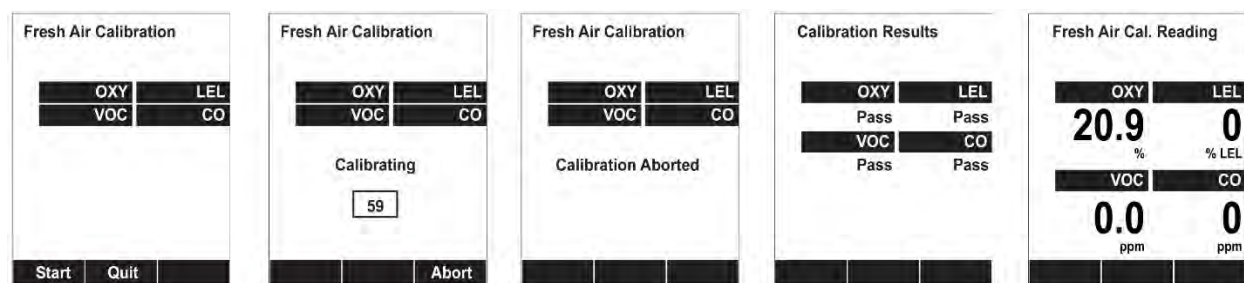 Fresh Air Calibration
OXY LEL
VOC CO
Start Quit
Fresh Air Calibration
OXY LEL
VOC CO
Calibrating
59
Abort
Fresh Air Calibration
OXY LEL
VOC CO
Calibration Aborted
Calibration Results
OXY LEL
Pass Pass
VOC CO
Pass Pass
Fresh Air Cal. Reading
OXY LEL
20.9 0
% % LEL
VOC CO
0.0 0
ppm ppm